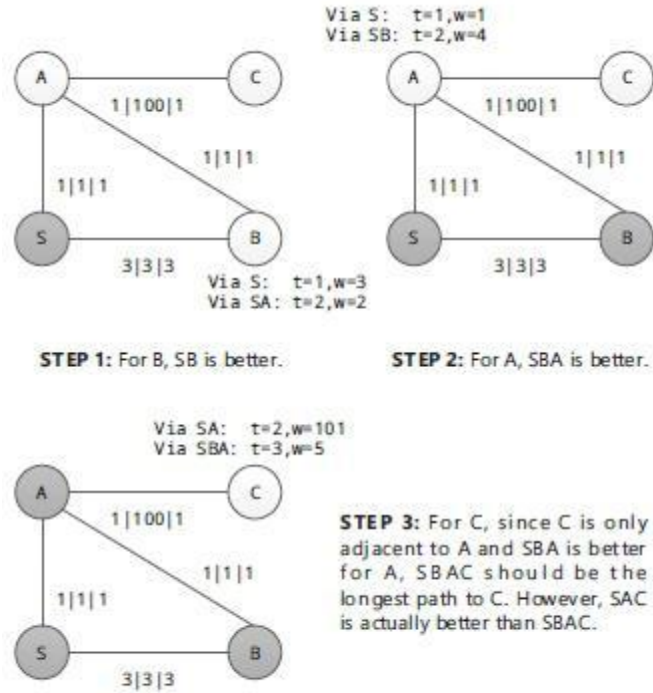 Via S: t=1,w=1
Via SB: t=2,w=4
A
C
A
C
1|100|1
1|100|1
1|1|1
1|1|1
1|1|1
1|1|1
S
B
S
B
3|3|3
3|3|3
Via S: t=1,w=3
Via SA: t=2,w=2
STEP 1: For B, SB is better.
STEP 2: For A, SBA is better.
Via SA: t=2,w=101
Via SBA: t=3,w=5
A
C
1|100|1
1|1|1
1|1|1
S
B
3|3|3
STEP 3: For C, since C is only
adjacent to A and SBA is better
for A, SBAC should be the
longest path to C. However, SAC
is actually better than SBAC.